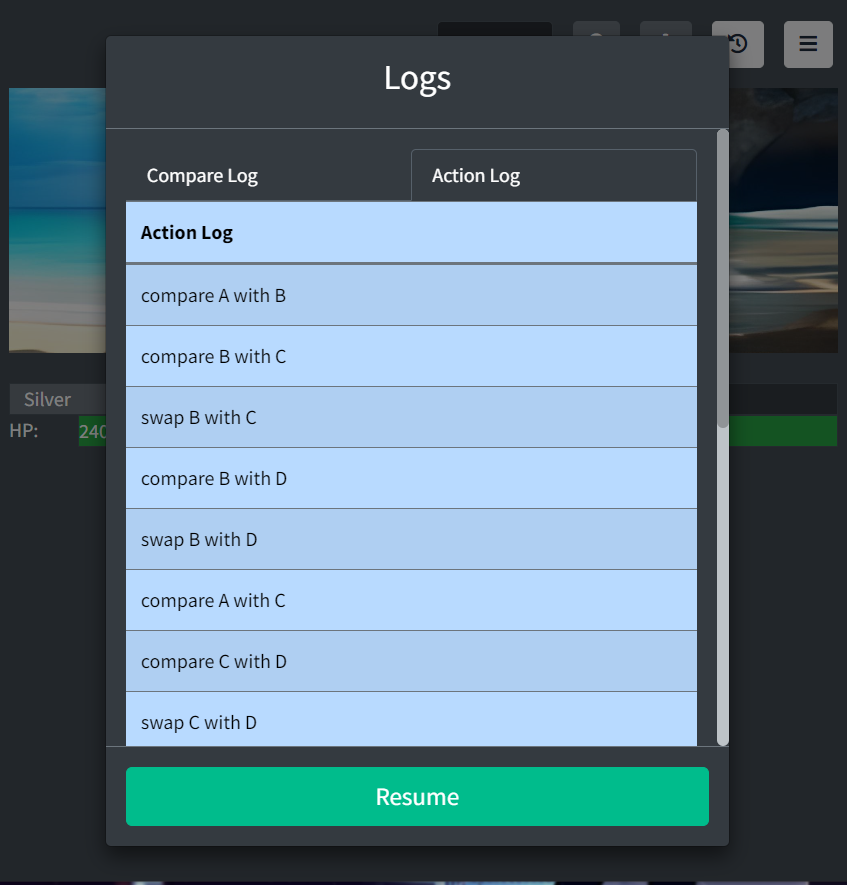 Logs
Compare Log
Action Log
Action Log
compare A with B
compare B with C
swap B with C
compare B with D
swap B with D
compare A with C
compare C with D
swap C with D
Silver
HP:
240
Resume